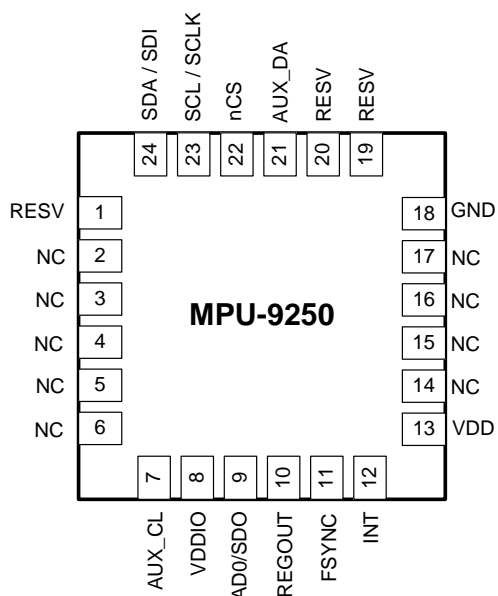 SDA / SDI
SCL / SCLK
nCS
AUX_DA
RESV
RESV
24
23
22
21
20
19
RESV
1
18
GND
NC
2
17
NC
NC
3
16
NC
MPU-9250
NC
4
15
NC
NC
5
14
NC
NC
6
13
VDD
7
8
9
10
11
12
AUX_CL
VDDIO
AD0/SDO
REGOUT
FSYNC
INT